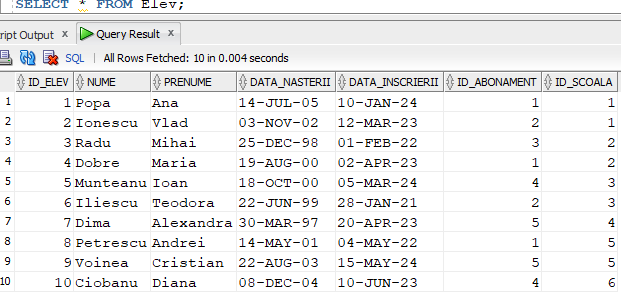 SELECT * FROM Elev;
ript Output x Query Result x
SQL | All Rows Fetched: 10 in 0.004 seconds
ID_ELEV NUME PRENUME DATA_NASTERII DATA_INSCRIERII ID_ABONAMENT ID_SCOALA
1 1 Popa Ana 14-JUL-05 10-JAN-24 1 1
2 2 Ionescu Vlad 03-NOV-02 12-MAR-23 2 1
3 3 Radu Mihai 25-DEC-98 01-FEB-22 3 2
4 4 Dobre Maria 19-AUG-00 02-APR-23 1 2
5 5 Munteanu Ioan 18-OCT-00 05-MAR-24 4 3
6 6 Iliescu Teodora 22-JUN-99 28-JAN-21 2 3
7 7 Dima Alexandra 30-MAR-97 20-APR-23 5 4
8 8 Petrescu Andrei 14-MAY-01 04-MAY-22 1 5
9 9 Voinea Cristian 22-AUG-03 15-MAY-24 5 5
10 10 Ciobanu Diana 08-DEC-04 10-JUN-23 4 6